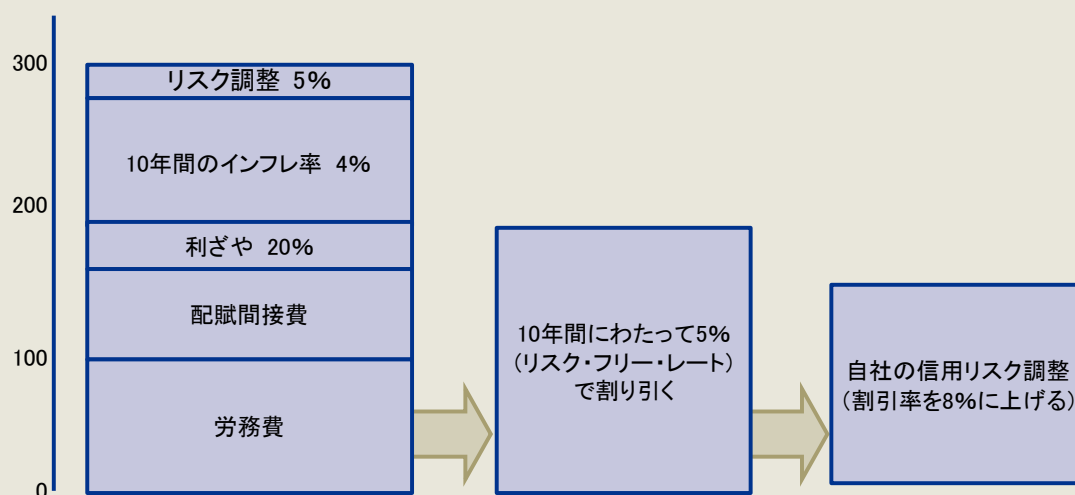 300
200
100
0
リスク調整 5%
10年間のインフレ率 4%
利ざや 20%
配賦間接費
労務費
10年間にわたって5%
(リスク・フリー・レート)
で割り引く
自社の信用リスク調整
(割引率を8%に上げる)